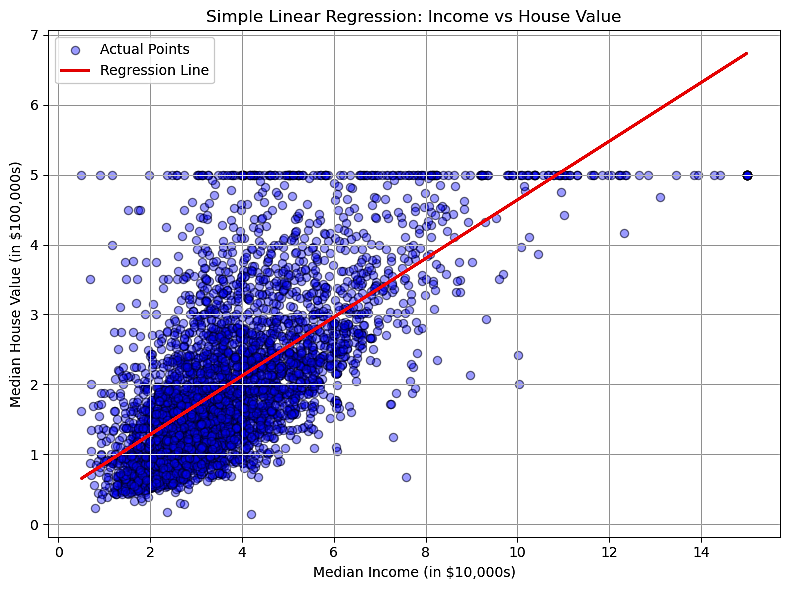 Simple Linear Regression: Income vs House Value
Actual Points
Regression Line
Median House Value (in $100,000s)
7
6
5
4
3
2
1
0
0 2 4 6 8 10 12 14
Median Income (in $10,000s)